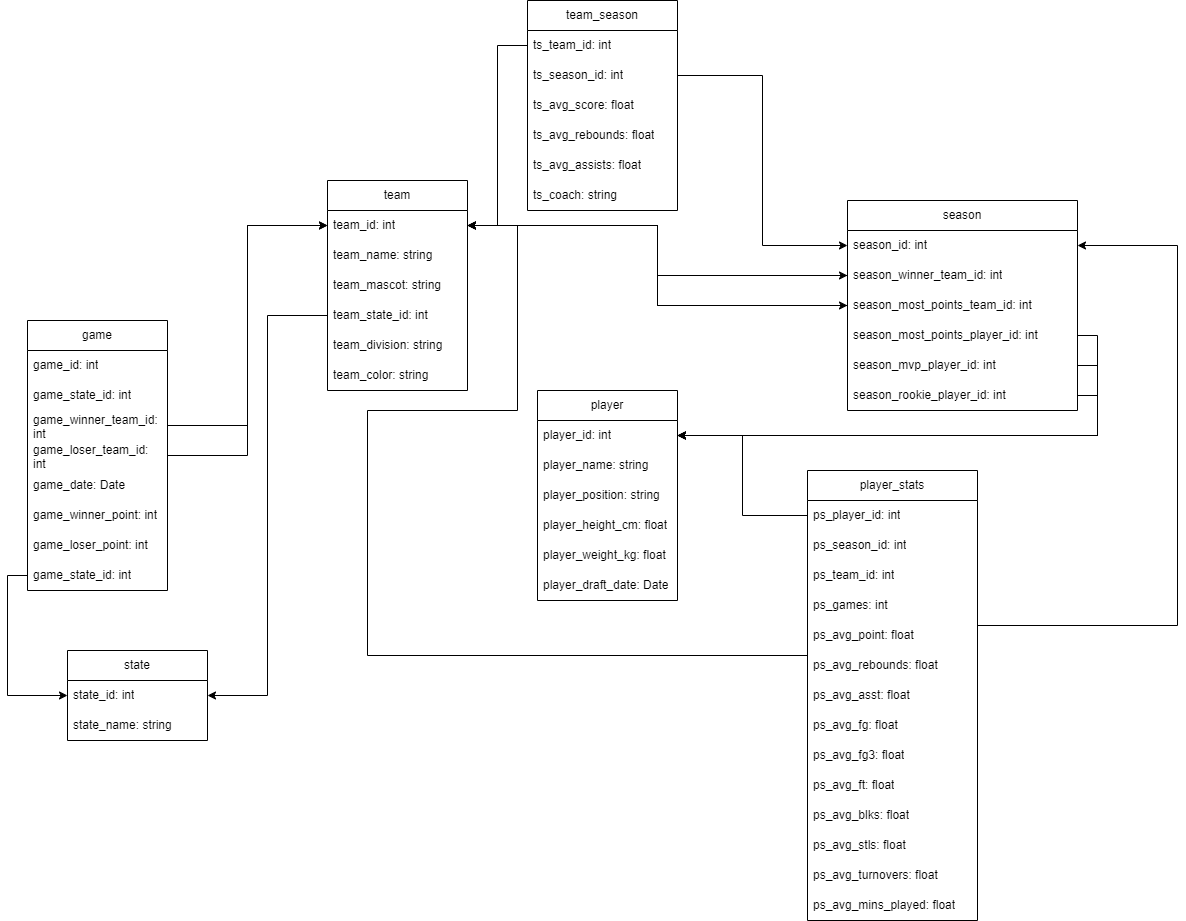 team_season
ts_team_id: int
ts_season_id: int
ts_avg_score: float
ts_avg_rebounds: float
ts_avg_assists: float
ts_coach: string
team
team_id: int
team_name: string
team_mascot: string
team_state_id: int
team_division: string
team_color: string
season
season_id: int
season_winner_team_id: int
season_most_points_team_id: int
season_most_points_player_id: int
season_mvp_player_id: int
season_rookie_player_id: int
game
game_id: int
game_state_id: int
game_winner_team_id:
int
game_loser_team_id:
int
game_date: Date
game_winner_point: int
game_loser_point: int
game_state_id: int
player
player_id: int
player_name: string
player_position: string
player_height_cm: float
player_weight_kg: float
player_draft_date: Date
player_stats
ps_player_id: int
ps_season_id: int
ps_team_id: int
ps_games: int
ps_avg_point: float
ps_avg_rebounds: float
ps_avg_asst: float
ps_avg_fg: float
ps_avg_fg3: float
ps_avg_ft: float
ps_avg_blks: float
ps_avg_stls: float
ps_avg_turnovers: float
ps_avg_mins_played: float
state
state_id: int
state_name: string